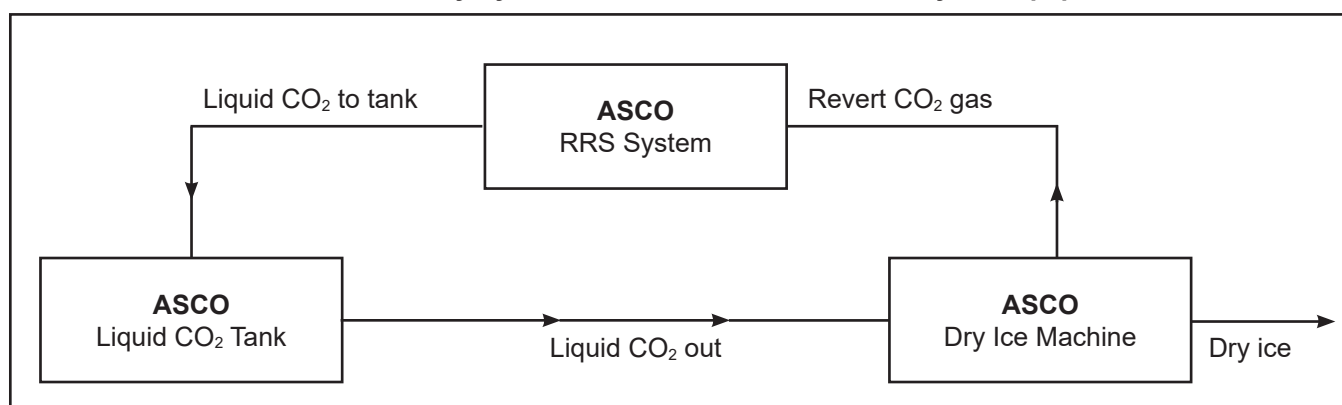 Liquid CO₂ to tank
ASCO
RRS System
Revert CO₂ gas
ASCO
Liquid CO₂ Tank
Liquid CO₂ out
ASCO
Dry Ice Machine
Dry ice